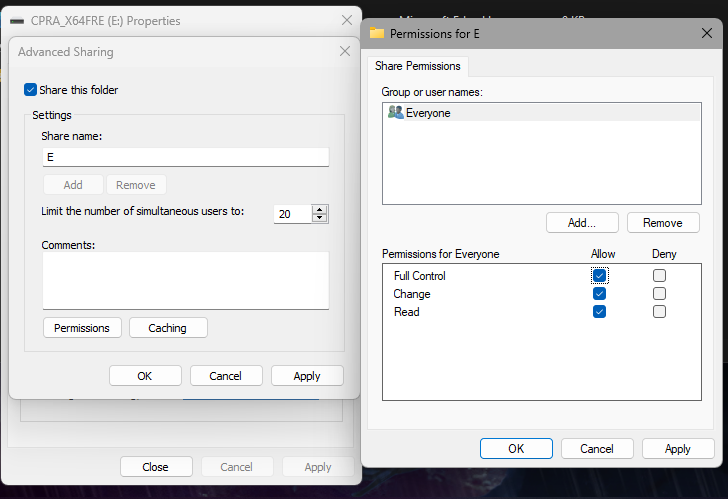 CPRA_X64FRE (E:) Properties
Advanced Sharing
Share this folder
Settings
Share name:
E
Add Remove
Limit the number of simultaneous users to: 20
Comments:
Permissions Caching
OK Cancel Apply
Close Cancel Apply
Permissions for E
Share Permissions
Group or user names:
Everyone
Add... Remove
Permissions for Everyone Allow Deny
Full Control
Change
Read
OK Cancel Apply